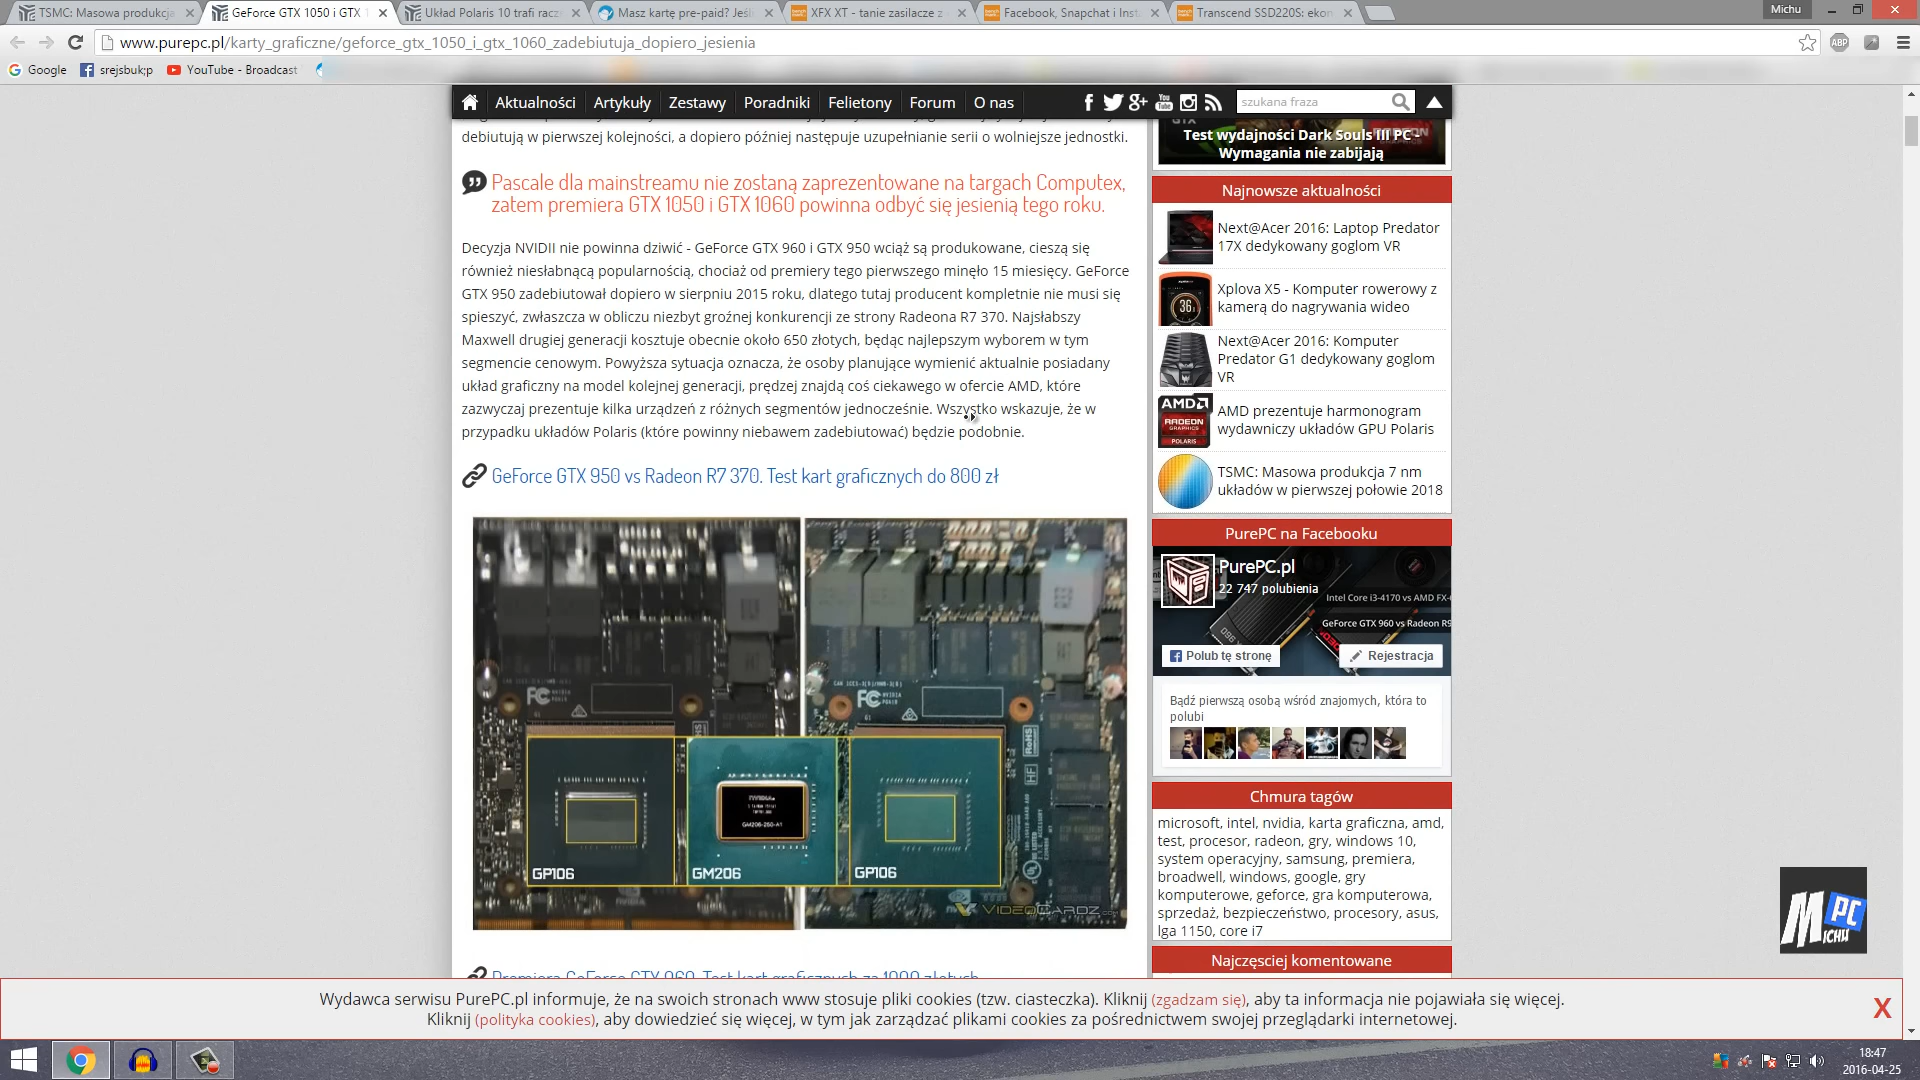 TSMC: Masowa produkcja
GeForce GTX 1050 i GTX 1
Układ Polaris 10 trafi racz
Masz kartę pre-paid? Jeśl
XFX XT - tanie zasilacze z
Facebook, Snapchat i Inst
Transcend SSD220S: ekon
Michu
www.purepc.pl/karty_graficzne/geforce_gtx_1050_i_gtx_1060_zadebiutuja_dopiero_jesienia
ABP
Google
srejsbuk;p
YouTube - Broadcast
Aktualności
Artykuły
Zestawy
Poradniki
Felietony
Forum
O nas
szukana fraza
debiutują w pierwszej kolejności, a dopiero później następuje uzupełnianie serii o wolniejsze jednostki.
Pascale dla mainstreamu nie zostaną zaprezentowane na targach Computex,
zatem premiera GTX 1050 i GTX 1060 powinna odbyć się jesienią tego roku.
Decyzja NVIDII nie powinna dziwić - GeForce GTX 960 i GTX 950 wciąż są produkowane, cieszą się
również niesłabnącą popularnością, chociaż od premiery tego pierwszego minęło 15 miesięcy. GeForce
GTX 950 zadebiutował dopiero w sierpniu 2015 roku, dlatego tutaj producent kompletnie nie musi się
spieszyć, zwłaszcza w obliczu niezbyt groźnej konkurencji ze strony Radeona R7 370. Najsłabszy
Maxwell drugiej generacji kosztuje obecnie około 650 złotych, będąc najlepszym wyborem w tym
segmencie cenowym. Powyższa sytuacja oznacza, że osoby planujące wymienić aktualnie posiadany
układ graficzny na model kolejnej generacji, prędzej znajdą coś ciekawego w ofercie AMD, które
zazwyczaj prezentuje kilka urządzeń z różnych segmentów jednocześnie. Wszystko wskazuje, że w
przypadku układów Polaris (które powinny niebawem zadebiutować) będzie podobnie.
GeForce GTX 950 vs Radeon R7 370. Test kart graficznych do 800 zł
GP106
GM206
GP106
VIDEOCARDZ.com
Premiera GeForce GTX 960. Test kart graficznych za 1000 złotych
Test wydajności Dark Souls III PC -
Wymagania nie zabijają
Najnowsze aktualności
Next@Acer 2016: Laptop Predator
17X dedykowany goglom VR
Xplova X5 - Komputer rowerowy z
kamerą do nagrywania wideo
Next@Acer 2016: Komputer
Predator G1 dedykowany goglom
VR
AMD
RADEON
GRAPHICS
POLARIS
AMD prezentuje harmonogram
wydawniczy układów GPU Polaris
TSMC: Masowa produkcja 7 nm
układów w pierwszej połowie 2018
PurePC na Facebooku
PurePC.pl
22 747 polubienia
Intel Core i3-4170 vs AMD FX-
GeForce GTX 960 vs Radeon R9
Polub tę stronę
Rejestracja
Bądź pierwszą osobą wśród znajomych, która to
polubi
Chmura tagów
microsoft, intel, nvidia, karta graficzna, amd,
test, procesor, radeon, gry, windows 10,
system operacyjny, samsung, premiera,
broadwell, windows, google, gry
komputerowe, geforce, gra komputerowa,
sprzedaż, bezpieczeństwo, procesory, asus,
lga 1150, core i7
Najczęsciej komentowane
MICHU PC
Wydawca serwisu PurePC.pl informuje, że na swoich stronach www stosuje pliki cookies (tzw. ciasteczka). Kliknij (zgadzam się), aby ta informacja nie pojawiała się więcej.
Kliknij (polityka cookies), aby dowiedzieć się więcej, w tym jak zarządzać plikami cookies za pośrednictwem swojej przeglądarki internetowej.
X
18:47
2016-04-25